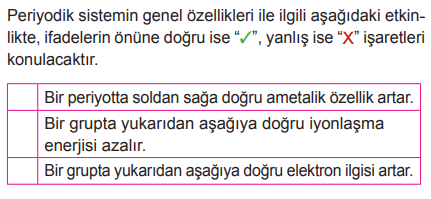 Periyodik sistemin genel özellikleri ile ilgili aşağıdaki etkin-
likte, ifadelerin önüne doğru ise “✓”, yanlış ise “X” işaretleri
konulacaktır.
Bir periyotta soldan sağa doğru ametalik özellik artar.
Bir grupta yukarıdan aşağıya doğru iyonlaşma
enerjisi azalır.
Bir grupta yukarıdan aşağıya doğru elektron ilgisi artar.